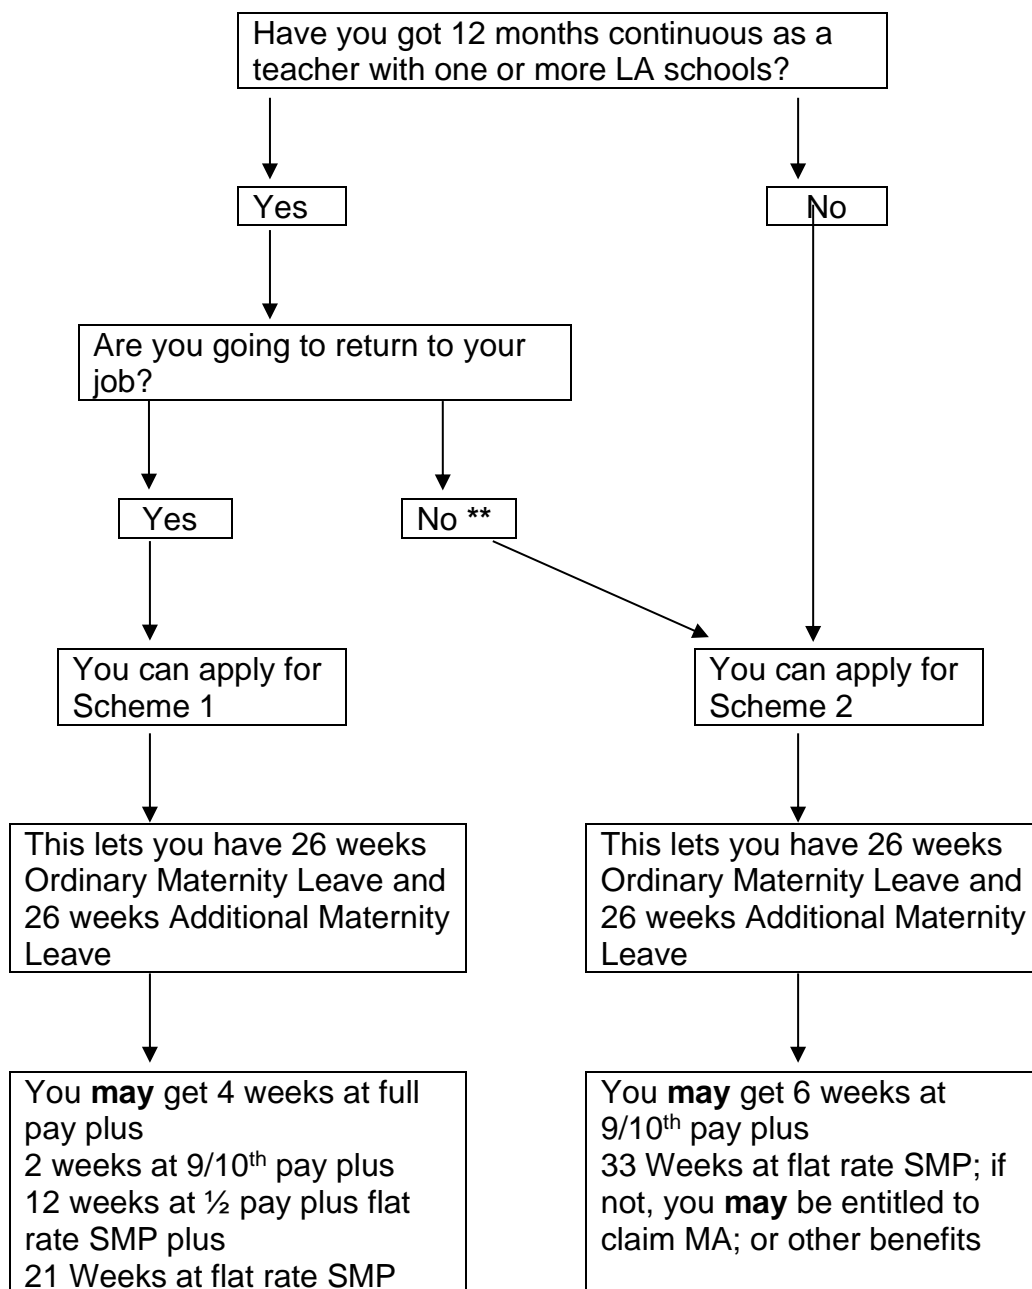 Have you got 12 months continuous as a
teacher with one or more LA schools?
Yes
No
Are you going to return to your
job?
Yes
No **
You can apply for
Scheme 1
You can apply for
Scheme 2
This lets you have 26 weeks
Ordinary Maternity Leave and
26 weeks Additional Maternity
Leave
This lets you have 26 weeks
Ordinary Maternity Leave and
26 weeks Additional Maternity
Leave
You may get 4 weeks at full
pay plus
2 weeks at 9/10th pay plus
12 weeks at ½ pay plus flat
rate SMP plus
21 Weeks at flat rate SMP
You may get 6 weeks at
9/10th pay plus
33 Weeks at flat rate SMP; if
not, you may be entitled to
claim MA; or other benefits